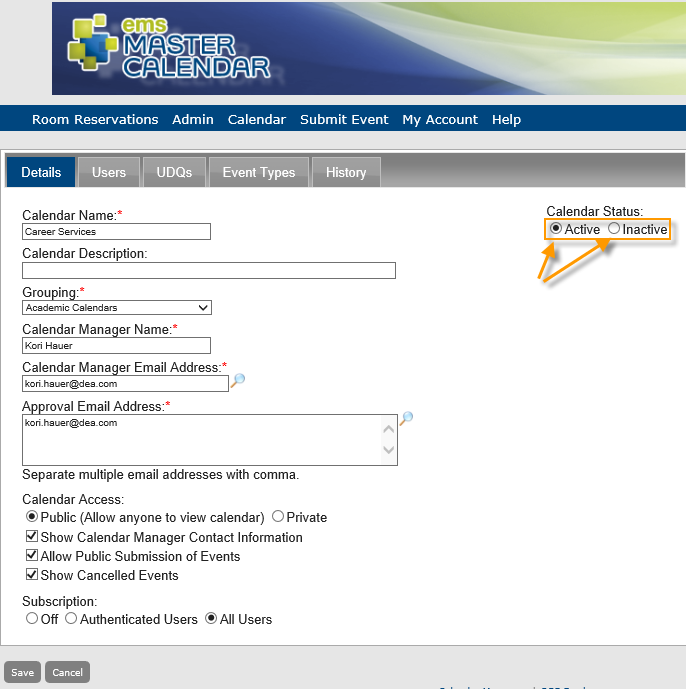 ems
MASTER
CALENDAR
Room Reservations Admin Calendar Submit Event My Account Help
Details Users UDQs Event Types History
Calendar Name:*
Career Services
Calendar Status:
Active Inactive
Calendar Description:
Grouping:*
Academic Calendars
Calendar Manager Name:*
Kori Hauer
Calendar Manager Email Address:*
kori.hauer@dea.com
Approval Email Address:*
kori.hauer@dea.com
Separate multiple email addresses with comma.
Calendar Access:
Public (Allow anyone to view calendar) Private
Show Calendar Manager Contact Information
Allow Public Submission of Events
Show Cancelled Events
Subscription:
Off Authenticated Users All Users
Save Cancel